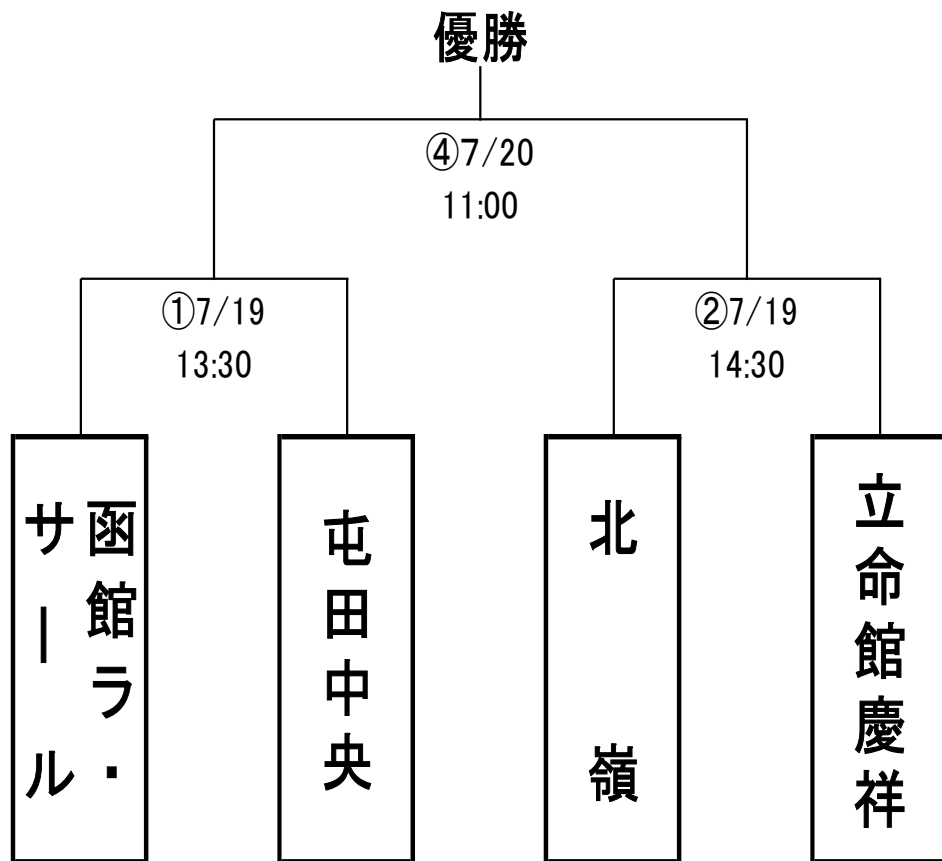 優勝
④7/20
11:00
①7/19
13:30
②7/19
14:30
函館ラ・
サール
屯田中央
北嶺
立命館慶祥